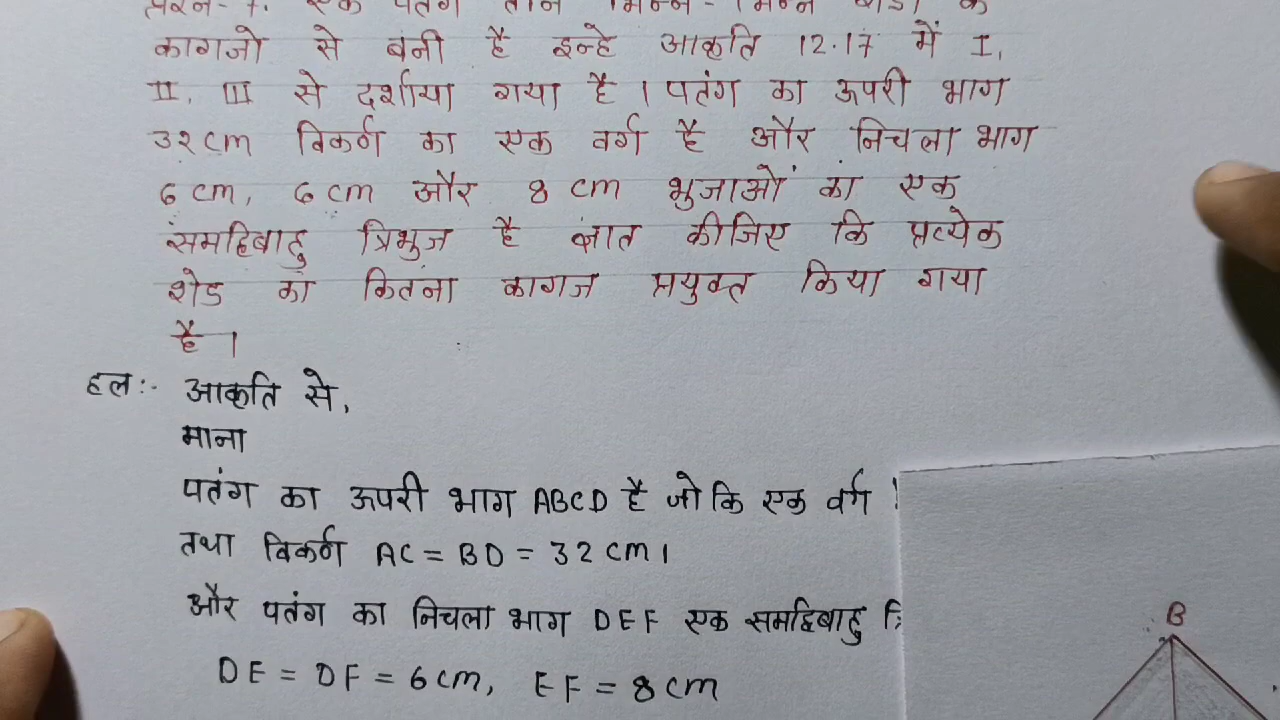 कागजो से बनी है इन्हे आकृति 12.17 में I,
II, III से दर्शाया गया है । पतंग का ऊपरी भाग
32cm विकर्ण का एक वर्ग है और निचला भाग
6 cm, 6 cm और 8 cm भुजाओं का एक
समद्विबाहु त्रिभुज है ज्ञात कीजिए कि प्रत्येक
शेड का कितना कागज प्रयुक्त किया गया
है ।
हल:- आकृति से,
माना
पतंग का ऊपरी भाग ABCD है जो कि एक वर्ग
तथा विकर्ण AC = BD = 32 cm ।
और पतंग का निचला भाग DEF एक समद्विबाहु
DE = DF = 6 cm, EF = 8 cm
B